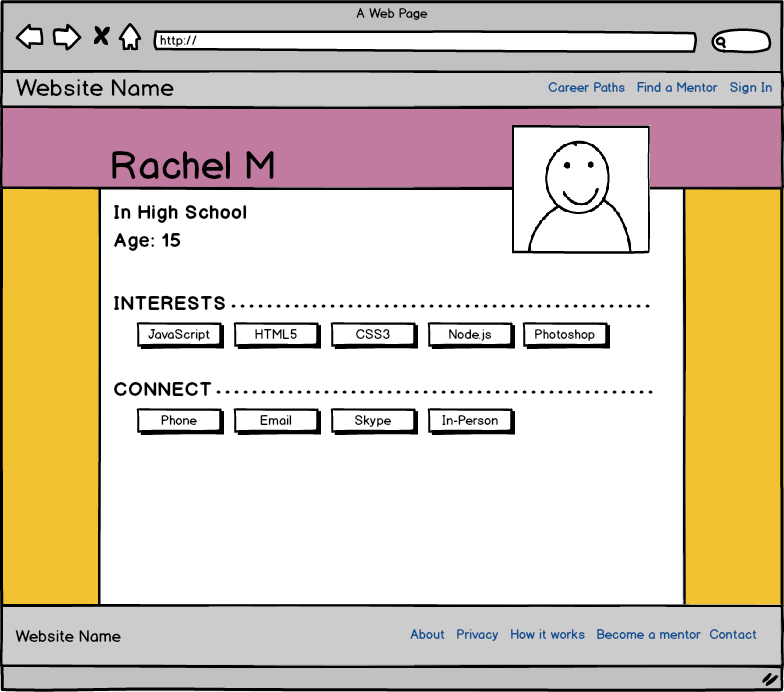 A Web Page
http://
Website Name Career Paths Find a Mentor Sign In
Rachel M
In High School
Age: 15
INTERESTS
JavaScript HTML5 CSS3 Node.js Photoshop
CONNECT
Phone Email Skype In-Person
Website Name About Privacy How it works Become a mentor Contact